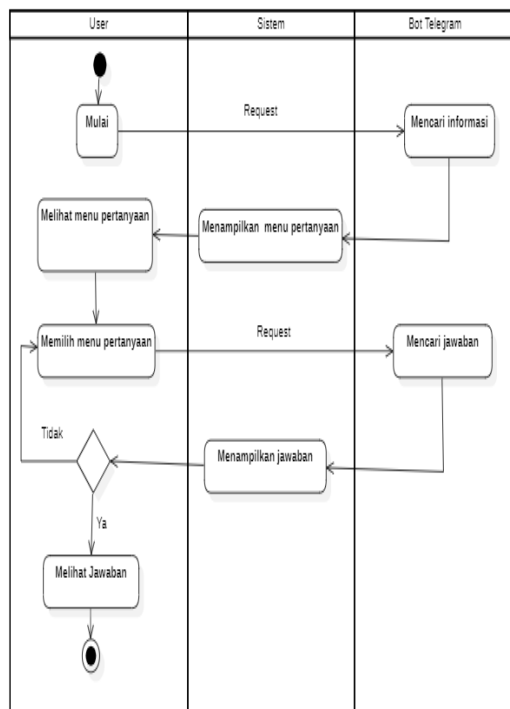 User
Sistem
Bot Telegram
Mulai
Request
Mencari informasi
Melihat menu pertanyaan
Menampilkan menu pertanyaan
Memilih menu pertanyaan
Request
Mencari jawaban
Tidak
Menampilkan jawaban
Ya
Melihat Jawaban